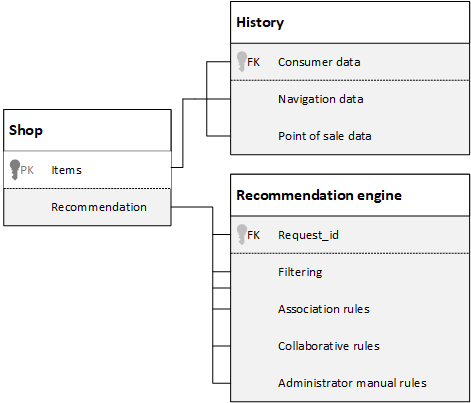 History
FK Consumer data
Navigation data
Point of sale data
Shop
PK Items
Recommendation
Recommendation engine
FK Request_id
Filtering
Association rules
Collaborative rules
Administrator manual rules